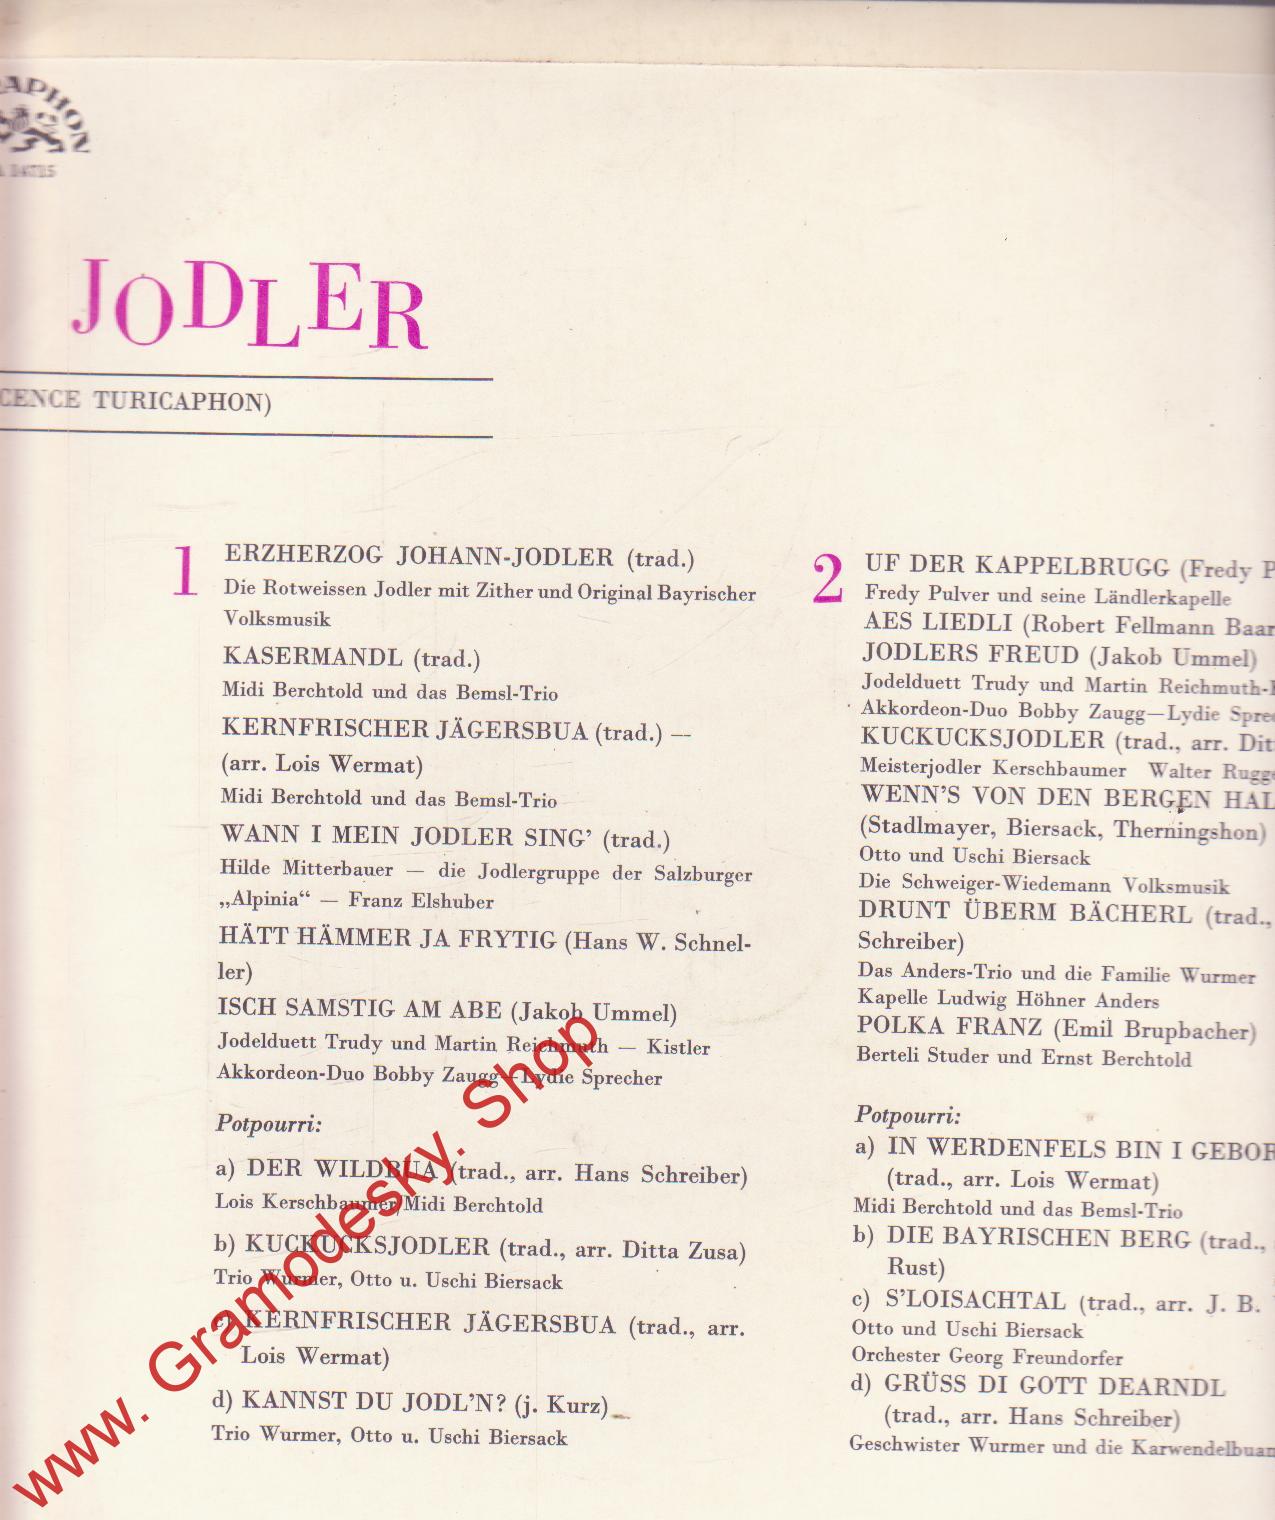 JODLER
TURICAPHON)
1
ERZHERZOG JOHANN-JODLER (trad.)
Die Rotweissen Jodler mit Zither und Original Bayrischer
Volksmusik
KASERMANDL (trad.)
Midi Berchtold und das Bemsl-Trio
KERNFRISCHER JÄGERSBUA (trad.) —
(arr. Lois Wermat)
Midi Berchtold und das Bemsl-Trio
WANN I MEIN JODLER SING’ (trad.)
Hilde Mitterbauer — die Jodlergruppe der Salzburger
„Alpinia“ — Franz Elshuber
HÄTT HÄMMER JA FRYTIG (Hans W. Schnel-
ler)
ISCH SAMSTIG AM ABE (Jakob Ummel)
Jodelduett Trudy und Martin Reichmuth — Kistler
Akkordeon-Duo Bobby Zaugg—Lydie Sprecher
Potpourri:
a) DER WILDBUA (trad., arr. Hans Schreiber)
Lois Kerschbaumer/Midi Berchtold
b) KUCKUCKSJODLER (trad., arr. Ditta Zusa)
Trio Wurmer, Otto u. Uschi Biersack
c) KERNFRISCHER JÄGERSBUA (trad., arr.
Lois Wermat)
d) KANNST DU JODL’N? (j. Kurz)
Trio Wurmer, Otto u. Uschi Biersack
2
UF DER KAPPELBRUGG (Fredy P
Fredy Pulver und seine Ländlerkapelle
AES LIEDLI (Robert Fellmann Baar
JODLERS FREUD (Jakob Ummel)
Jodelduett Trudy und Martin Reichmuth-
Akkordeon-Duo Bobby Zaugg—Lydie Spre
KUCKUCKSJODLER (trad., arr. Dit
Meisterjodler Kerschbaumer Walter Rugge
WENN’S VON DEN BERGEN HAL
(Stadlmayer, Biersack, Therningshon)
Otto und Uschi Biersack
Die Schweiger-Wiedemann Volksmusik
DRUNT ÜBERM BÄCHERL (trad.,
Schreiber)
Das Anders-Trio und die Familie Wurmer
Kapelle Ludwig Höhner Anders
POLKA FRANZ (Emil Brupbacher)
Berteli Studer und Ernst Berchtold
Potpourri:
a) IN WERDENFELS BIN I GEBOR
(trad., arr. Lois Wermat)
Midi Berchtold und das Bemsl-Trio
b) DIE BAYRISCHEN BERG (trad.,
Rust)
c) S’LOISACHTAL (trad., arr. J. B.
Otto und Uschi Biersack
Orchester Georg Freundorfer
d) GRÜSS DI GOTT DEARNDL
(trad., arr. Hans Schreiber)
Geschwister Wurmer und die Karwendelbuam
www. Gramodesky. Shop